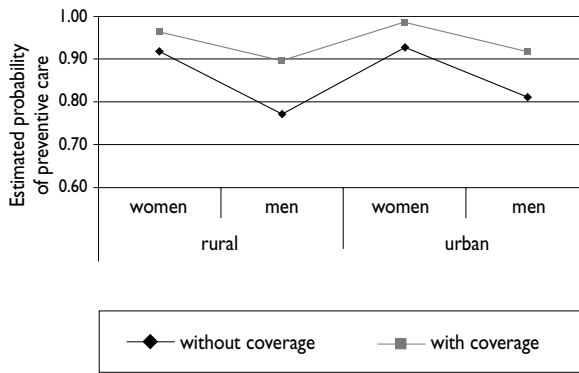 Estimated probability
of preventive care
1.00
0.90
0.80
0.70
0.60
women
men
women
men
rural
urban
without coverage
with coverage